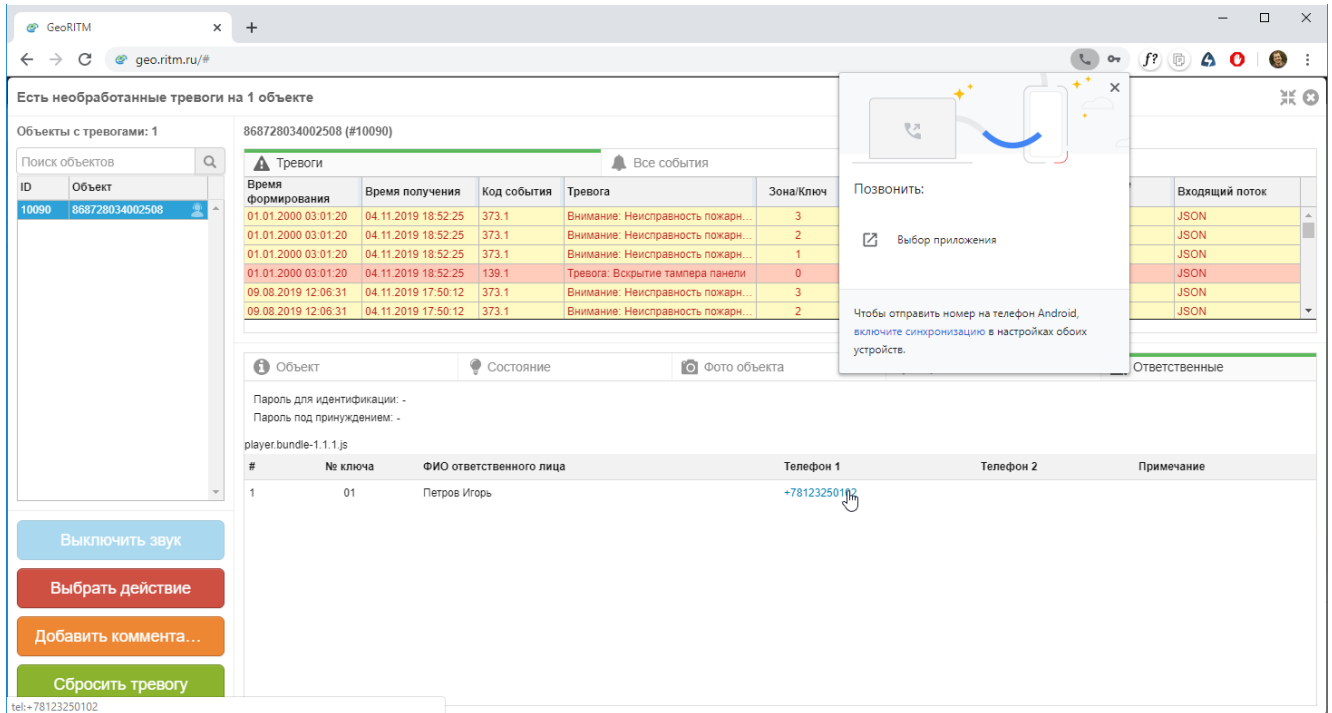 GeoRITM
geo.ritm.ru/#
f?
Есть необработанные тревоги на 1 объекте
Объекты с тревогами: 1
868728034002508 (#10090)
Поиск объектов
Тревоги
Все события
ID Объект
10090 868728034002508
Время формирования Время получения Код события Тревога Зона/Ключ Входящий поток
01.01.2000 03:01:20 04.11.2019 18:52:25 373.1 Внимание: Неисправность пожарн... 3 JSON
01.01.2000 03:01:20 04.11.2019 18:52:25 373.1 Внимание: Неисправность пожарн... 2 JSON
01.01.2000 03:01:20 04.11.2019 18:52:25 373.1 Внимание: Неисправность пожарн... 1 JSON
01.01.2000 03:01:20 04.11.2019 18:52:25 139.1 Тревога: Вскрытие тампера панели 0 JSON
09.08.2019 12:06:31 04.11.2019 17:50:12 373.1 Внимание: Неисправность пожарн... 3 JSON
09.08.2019 12:06:31 04.11.2019 17:50:12 373.1 Внимание: Неисправность пожарн... 2 JSON
Позвонить:
Выбор приложения
Чтобы отправить номер на телефон Android,
включите синхронизацию в настройках обоих
устройств.
Объект
Состояние
Фото объекта
Ответственные
Пароль для идентификации: -
Пароль под принуждением: -
player.bundle-1.1.1.js
# № ключа ФИО ответственного лица Телефон 1 Телефон 2 Примечание
1 01 Петров Игорь +78123250102
Выключить звук
Выбрать действие
Добавить коммента...
Сбросить тревогу
tel:+78123250102